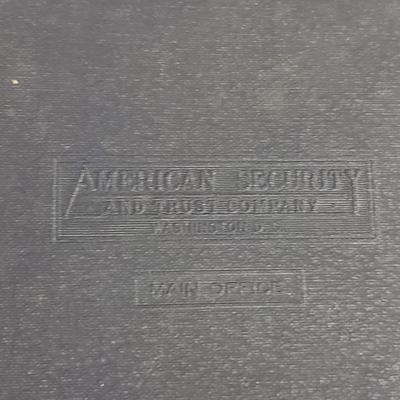 AMERICAN SECURITY
AND TRUST COMPANY
WASHINGTON D.C.
MAIN OFFICE